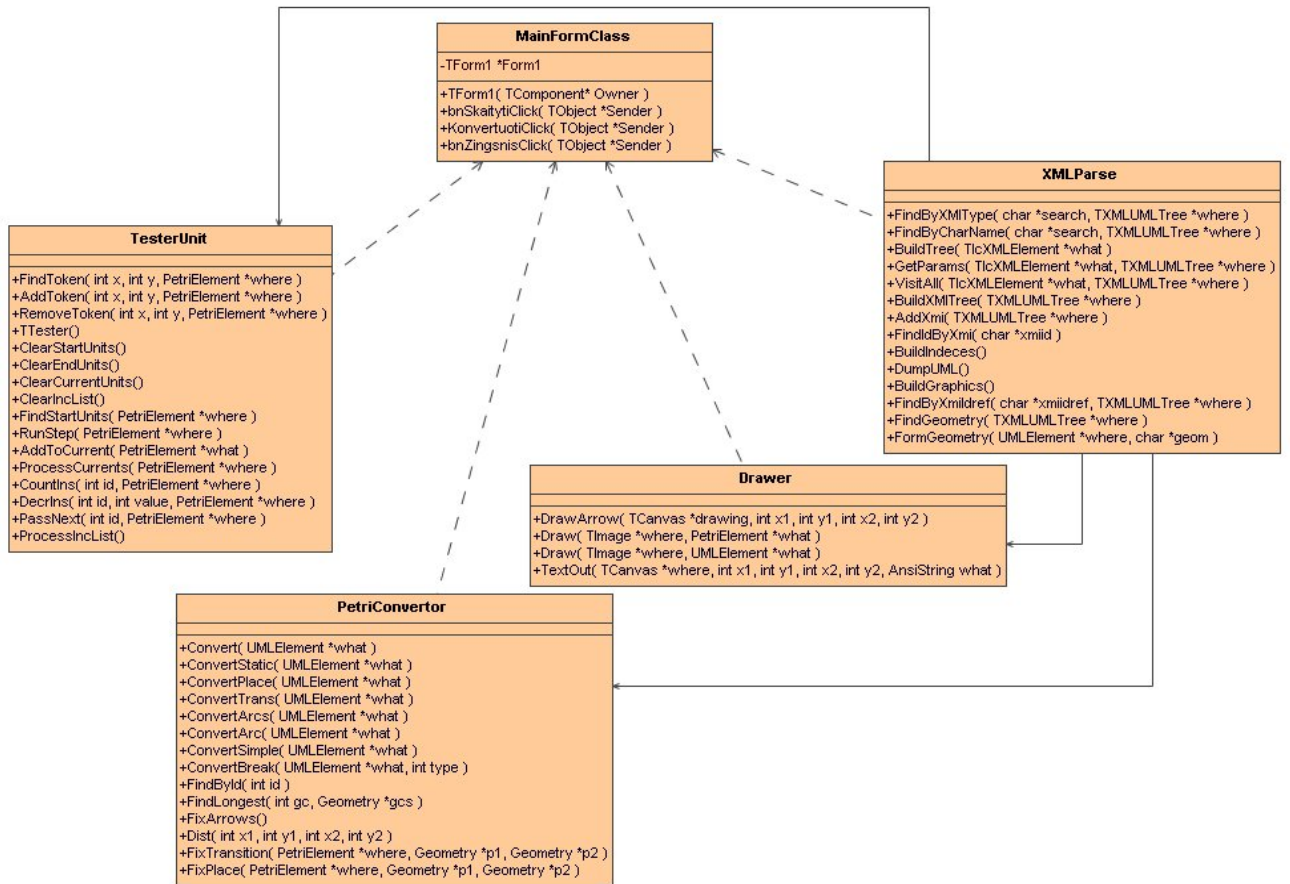 MainFormClass
-TForm1 *Form1
+TForm1( TComponent* Owner )
+bnSkaitytiClick( TObject *Sender )
+KonvertuotiClick( TObject *Sender )
+bnZingsnisClick( TObject *Sender )
XMLParse
+FindByXMIType( char *search, TXMLUMLTree *where )
+FindByCharName( char *search, TXMLUMLTree *where )
+BuildTree( TlcXMLElement *what )
+GetParams( TlcXMLElement *what, TXMLUMLTree *where )
+VisitAll( TlcXMLElement *what, TXMLUMLTree *where )
+BuildXMITree( TXMLUMLTree *where )
+AddXmi( TXMLUMLTree *where )
+FindIdByXmi( char *xmiid )
+BuildIndeces()
+DumpUML()
+BuildGraphics()
+FindByXmiIdref( char *xmiidref, TXMLUMLTree *where )
+FindGeometry( TXMLUMLTree *where )
+FormGeometry( UMLElement *where, char *geom )
TesterUnit
+FindToken( int x, int y, PetriElement *where )
+AddToken( int x, int y, PetriElement *where )
+RemoveToken( int x, int y, PetriElement *where )
+TTester()
+ClearStartUnits()
+ClearEndUnits()
+ClearCurrentUnits()
+ClearIncList()
+FindStartUnits( PetriElement *where )
+RunStep( PetriElement *where )
+AddToCurrent( PetriElement *what )
+ProcessCurrents( PetriElement *where )
+CountIns( int id, PetriElement *where )
+DecrIns( int id, int value, PetriElement *where )
+PassNext( int id, PetriElement *where )
+ProcessIncList()
Drawer
+DrawArrow( TCanvas *drawing, int x1, int y1, int x2, int y2 )
+Draw( TImage *where, PetriElement *what )
+Draw( TImage *where, UMLElement *what )
+TextOut( TCanvas *where, int x1, int y1, int x2, int y2, AnsiString what )
PetriConvertor
+Convert( UMLElement *what )
+ConvertStatic( UMLElement *what )
+ConvertPlace( UMLElement *what )
+ConvertTrans( UMLElement *what )
+ConvertArcs( UMLElement *what )
+ConvertArc( UMLElement *what )
+ConvertSimple( UMLElement *what )
+ConvertBreak( UMLElement *what, int type )
+FindById( int id )
+FindLongest( int gc, Geometry *gcs )
+FixArrows()
+Dist( int x1, int y1, int x2, int y2 )
+FixTransition( PetriElement *where, Geometry *p1, Geometry *p2 )
+FixPlace( PetriElement *where, Geometry *p1, Geometry *p2 )